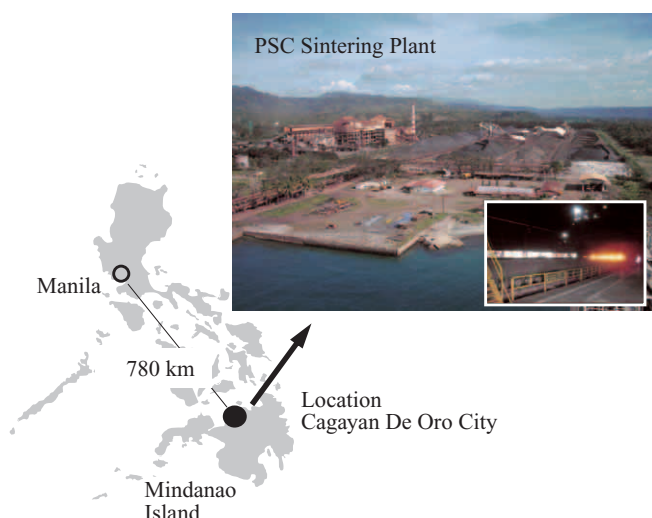 PSC Sintering Plant
Manila
780 km
Location
Cagayan De Oro City
Mindanao
Island